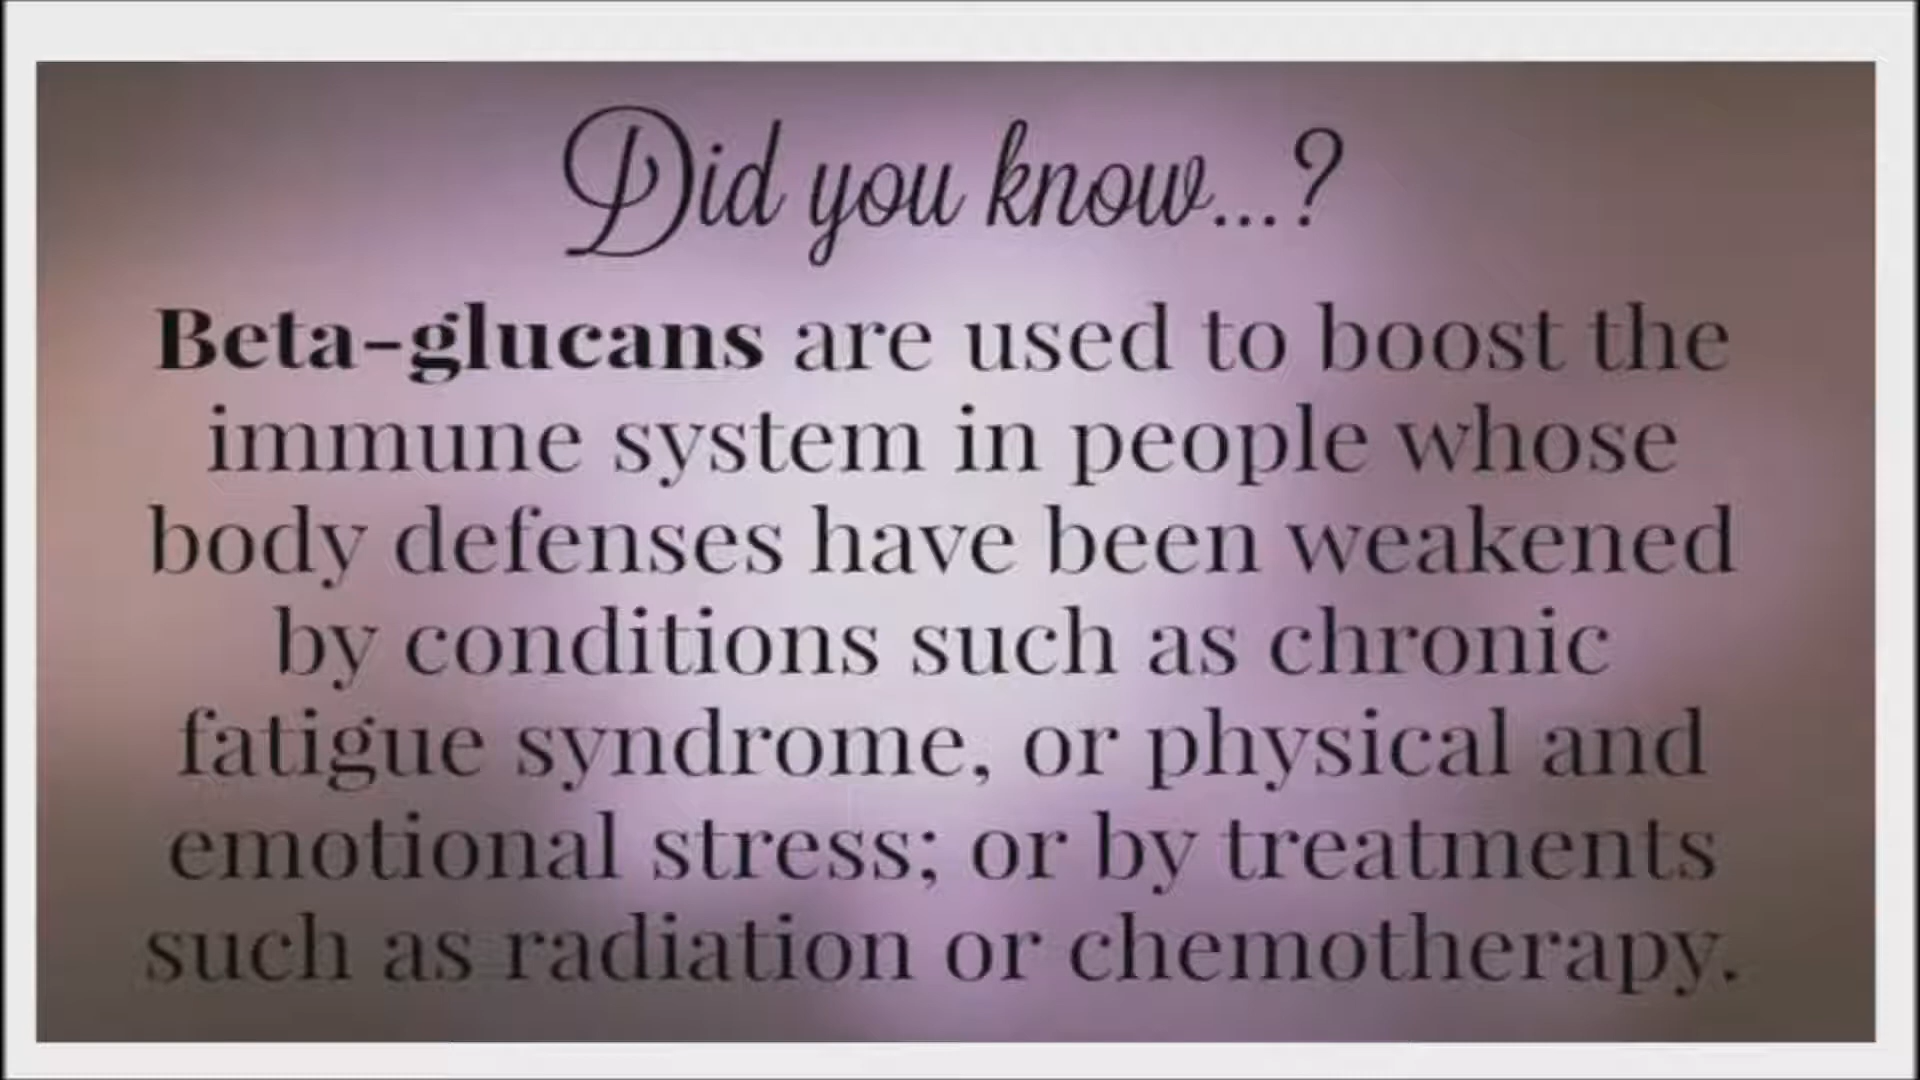 Did you know...?
Beta-glucans are used to boost the
immune system in people whose
body defenses have been weakened
by conditions such as chronic
fatigue syndrome, or physical and
emotional stress; or by treatments
such as radiation or chemotherapy.